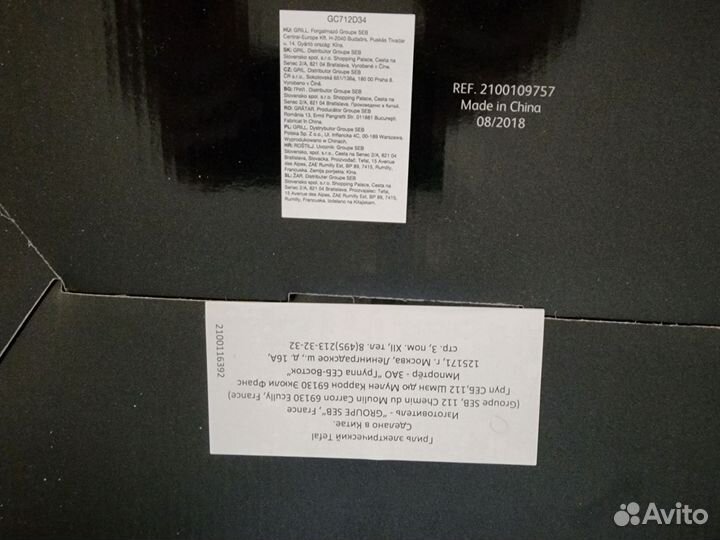 GC712D34
HU: GRILL, Forgalmazó Groupe SEB
Central-Europe Kft. H-2040 Budaörs, Puskás Tivadar
u. 14. Gyártó ország: Kína.
SK: GRIL. Distributor Groupe SEB
Slovensko spol. s.r.o. Shopping Palace, Cesta na
Senec 2/A, 821 04 Bratislava. Vyrobené v Číne.
CZ: GRIL. Distributor Groupe SEB
ČR s.r.o., Sokolovská 651/136a, 186 00 Praha 8.
Vyrobeno v Číně.
BG: ГРИЛ. Distributor Groupe SEB
Slovensko spol. s.r.o. Shopping Palace, Cesta na
Senec 2/A, 821 04 Bratislava. Произведено в Китай.
RO: GRĂTAR. Producător Groupe SEB
România 13, Ermil Pangratti Str. 011881 Bucureşti
Fabricat în China.
PL: GRILL. Dystrybutor Groupe SEB
Polska Sp. Z o.o., Ul. Inflancka 4C, 00-189 Warszawa.
Wyprodukowano w Chinach.
HR: ROŠTILJ. Uvoznik: Groupe SEB
Slovensko spol. s.r.o. Shopping Palace, Cesta na
Senec 2/A, 821 04
Bratislava, Slovacka. Proizvođač: Tefal, 15 Avenue
des Alpes, ZAE Rumilly Est, BP 89, 74415, Rumilly,
Francuska. Zemlja porijekla: Kina.
SL: ŽAR. Distributor Groupe SEB
Slovensko spol. s.r.o. Shopping Palace, Cesta na
Senec 2/A, 821 04 Bratislava. Proizvajalec: Tefal,
15 Avenue des Alpes, ZAE Rumilly Est, BP 89, 74415,
Rumilly, Francuska. Izdelano na Kitajskem.
REF. 2100109757
Made in China
08/2018
Гриль электрический Tefal
Сделано в Китае.
Изготовитель - "GROUPE SEB", France
(Groupe SEB, 112 Chemin du Moulin Carron 69130 Ecully, France)
Груп СЕБ,112 Шман дю Мулен Каррон 69130 Экюли Франс
Импортёр - ЗАО "Группа СЕБ-Восток"
125171, г. Москва, Ленинградское ш., д. 16А,
стр. 3, пом. XII, тел. 8(495)213-32-32
2100116392
Avito